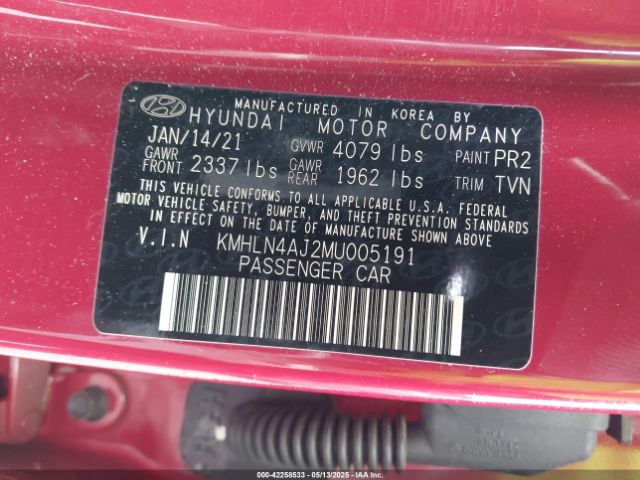 MANUFACTURED IN KOREA BY
HYUNDAI MOTOR COMPANY
JAN/14/21 GVWR 4079 lbs PAINT PR2
GAWR FRONT 2337 lbs GAWR REAR 1962 lbs TRIM TVN
THIS VEHICLE CONFORMS TO ALL APPLICABLE U.S.A. FEDERAL
MOTOR VEHICLE SAFETY, BUMPER, AND THEFT PREVENTION STANDARDS
IN EFFECT ON THE DATE OF MANUFACTURE SHOWN ABOVE.
V.I.N KMHLN4AJ2MU005191
PASSENGER CAR
000-42258533 - 05/13/2025 - IAAI.COM